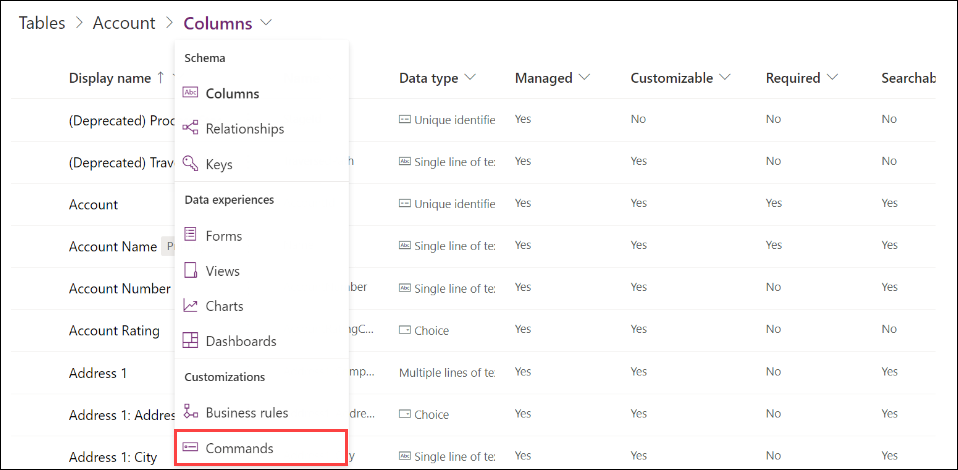 Tables > Account > Columns
Schema
Columns
Relationships
Keys
Data experiences
Forms
Views
Charts
Dashboards
Customizations
Business rules
Commands
Display name ↑ Data type Managed Customizable Required Searchab
(Deprecated) Proc Unique identifie Yes No No No
(Deprecated) Trave Single line of te Yes Yes No No
Account Unique identifie Yes Yes Yes Yes
Account Name Single line of te Yes Yes Yes Yes
Account Number Single line of te Yes Yes No Yes
Account Rating Choice Yes Yes No No
Address 1 Multiple lines of te Yes Yes No Yes
Address 1: Addres Choice Yes Yes No Yes
Address 1: City Single line of te Yes Yes No Yes